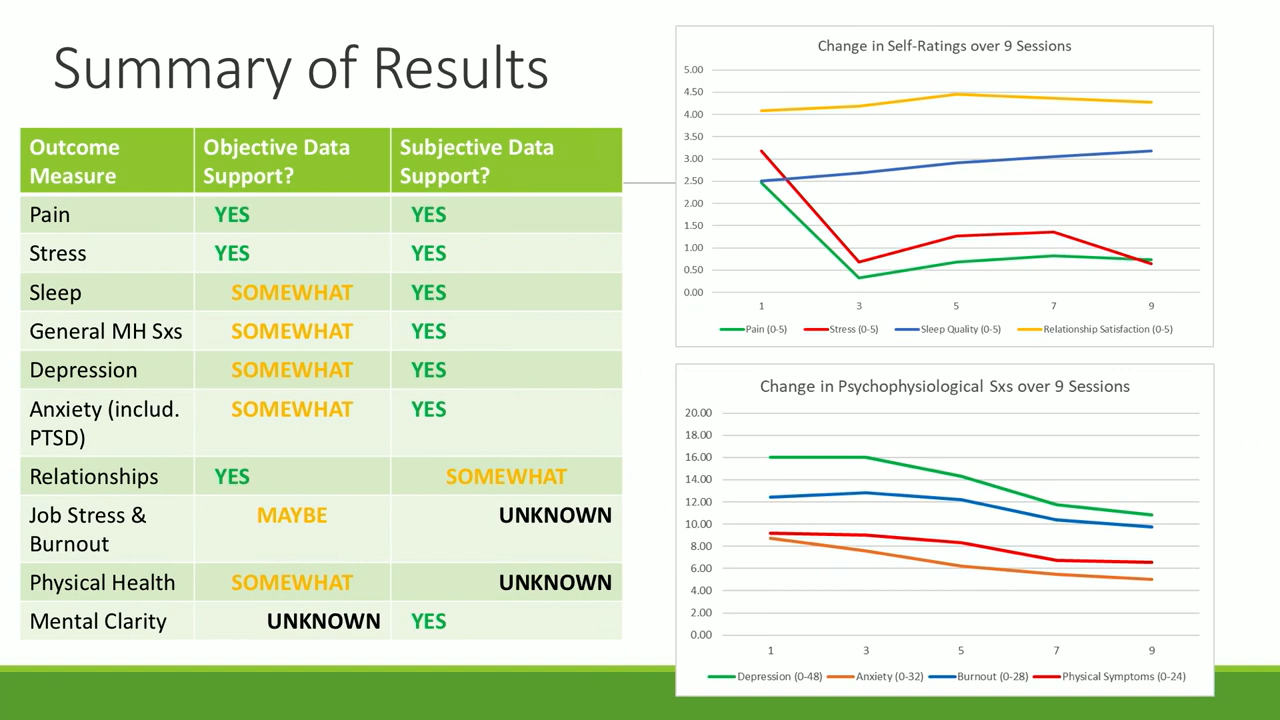 Summary of Results
Outcome Measure
Objective Data Support?
Subjective Data Support?
Pain YES YES
Stress YES YES
Sleep SOMEWHAT YES
General MH Sxs SOMEWHAT YES
Depression SOMEWHAT YES
Anxiety (includ. PTSD) SOMEWHAT YES
Relationships YES SOMEWHAT
Job Stress & Burnout MAYBE UNKNOWN
Physical Health SOMEWHAT UNKNOWN
Mental Clarity UNKNOWN YES
Change in Self-Ratings over 9 Sessions
5.00
4.50
4.00
3.50
3.00
2.50
2.00
1.50
1.00
0.50
0.00
1 3 5 7 9
Pain (0-5) Stress (0-5) Sleep Quality (0-5) Relationship Satisfaction (0-5)
Change in Psychophysiological Sxs over 9 Sessions
20.00
18.00
16.00
14.00
12.00
10.00
8.00
6.00
4.00
2.00
0.00
1 3 5 7 9
Depression (0-48) Anxiety (0-32) Burnout (0-28) Physical Symptoms (0-24)